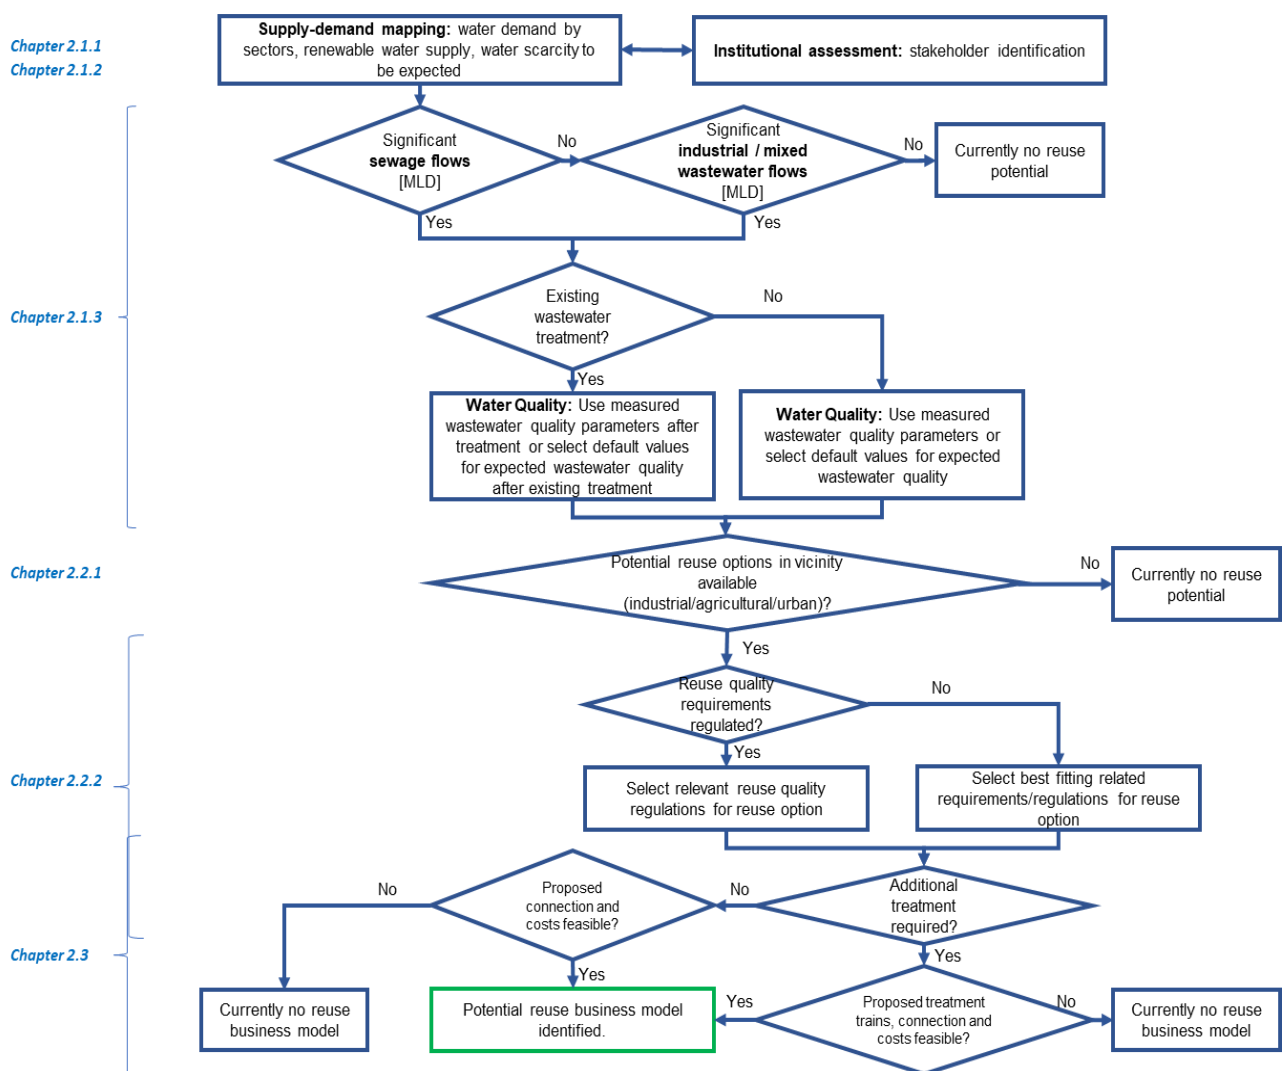 Chapter 2.1.1
Chapter 2.1.2
Supply-demand mapping: water demand by
sectors, renewable water supply, water scarcity to
be expected
Institutional assessment: stakeholder identification
Significant
sewage flows
[MLD]
No
Significant
industrial / mixed
wastewater flows
[MLD]
No
Currently no reuse
potential
Yes
Yes
Chapter 2.1.3
Existing
wastewater
treatment?
No
Yes
Water Quality: Use measured
wastewater quality parameters after
treatment or select default values
for expected wastewater quality
after existing treatment
Water Quality: Use measured
wastewater quality parameters or
select default values for expected
wastewater quality
Chapter 2.2.1
Potential reuse options in vicinity
available
(industrial/agricultural/urban)?
No
Currently no reuse
potential
Yes
Chapter 2.2.2
Reuse quality
requirements
regulated?
No
Yes
Select relevant reuse quality
regulations for reuse option
Select best fitting related
requirements/regulations for reuse
option
Chapter 2.3
Additional
treatment
required?
No
Proposed
connection and
costs feasible?
No
Yes
Yes
Currently no reuse
business model
Potential reuse business model
identified.
Yes
Proposed treatment
trains, connection and
costs feasible?
No
Currently no reuse
business model